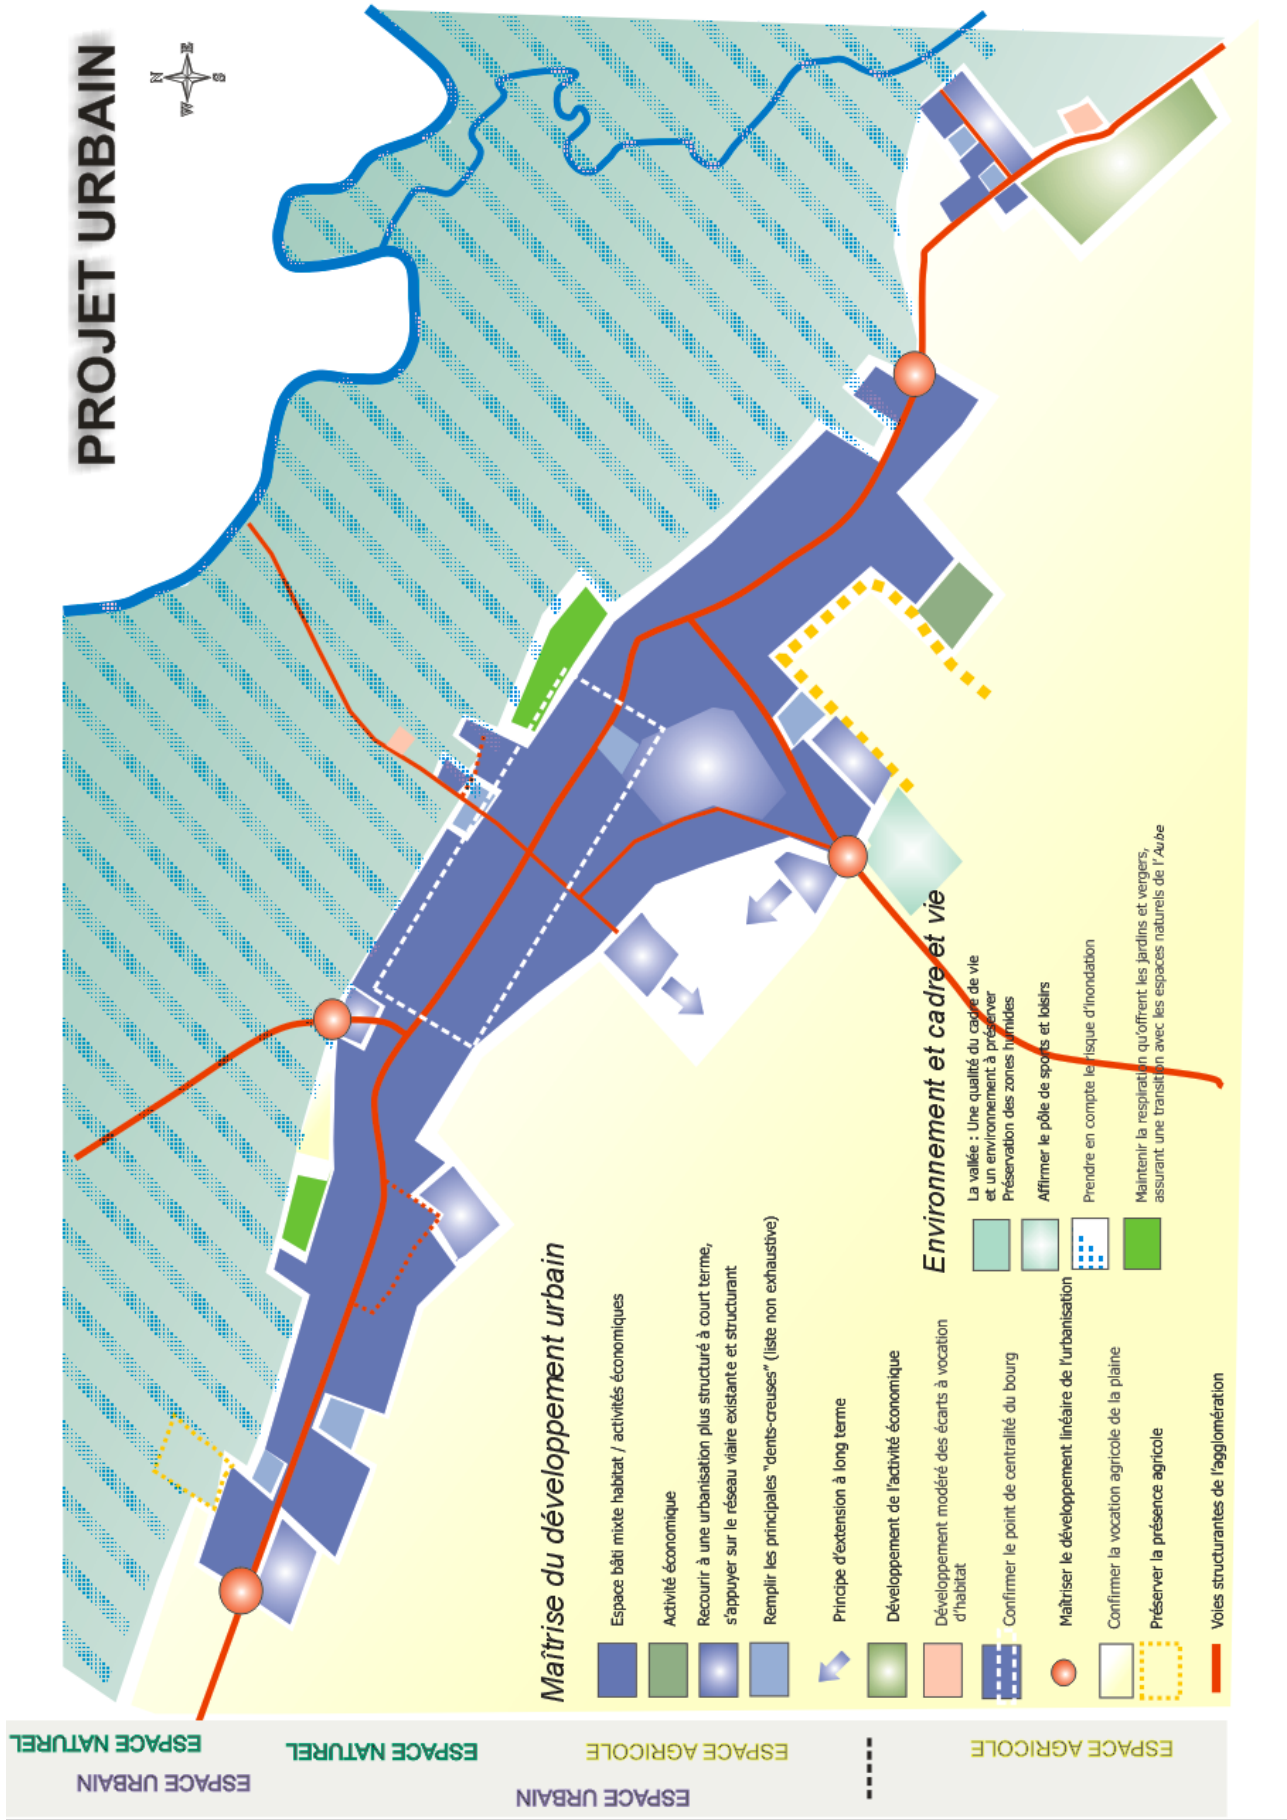 PROJET URBAIN
N
E
S
W
Maîtrise du développement urbain
Espace bâti mixte habitat / activités économiques
Activité économique
Recourir à une urbanisation plus structuré à court terme,
s'appuyer sur le réseau viaire existante et structurant
Remplir les principales "dents-creuses" (liste non exhaustive)
Principe d'extension à long terme
Développement de l'activité économique
Développement modéré des écarts à vocation
d'habitat
Confirmer le point de centralité du bourg
Maîtriser le développement linéaire de l'urbanisation
Confirmer la vocation agricole de la plaine
Préserver la présence agricole
Voies structurantes de l'agglomération
Environnement et cadre et vie
La vallée : Une qualité du cadre de vie
et un environnement à préserver
Préservation des zones humides
Affirmer le pôle de sports et loisirs
Prendre en compte le risque d'inondation
Maintenir la respiration qu'offrent les jardins et vergers,
assurant une transition avec les espaces naturels de l'Aube
ESPACE NATUREL
ESPACE URBAIN
ESPACE NATUREL
ESPACE URBAIN
ESPACE AGRICOLE
ESPACE AGRICOLE